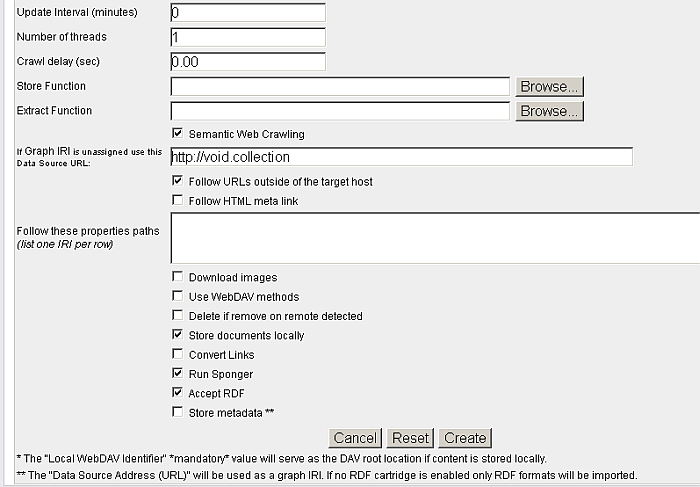 Update Interval (minutes) 0
Number of threads 1
Crawl delay (sec) 0.00
Store Function Browse...
Extract Function Browse...
Semantic Web Crawling
If Graph IRI is unassigned use this
Data Source URL: http://void.collection
Follow URLs outside of the target host
Follow HTML meta link
Follow these properties paths
(list one IRI per row)
Download images
Use WebDAV methods
Delete if remove on remote detected
Store documents locally
Convert Links
Run Sponger
Accept RDF
Store metadata **
Cancel Reset Create
* The "Local WebDAV Identifier" *mandatory* value will serve as the DAV root location if content is stored locally.
** The "Data Source Address (URL)" will be used as a graph IRI. If no RDF cartridge is enabled only RDF formats will be imported.